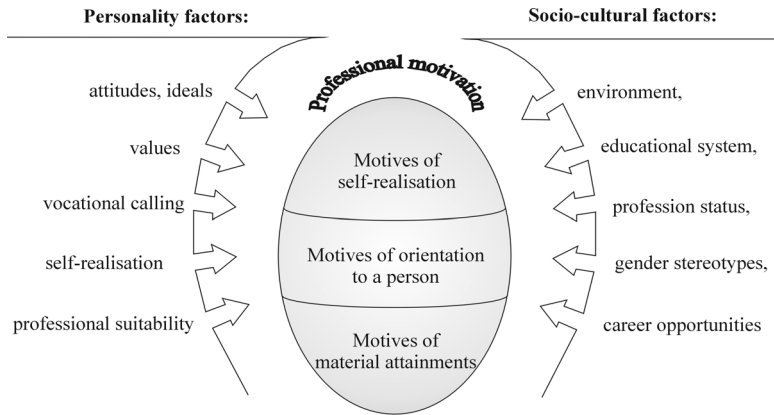 Personality factors:
Socio-cultural factors:
Professional motivation
attitudes, ideals
values
vocational calling
self-realisation
professional suitability
Motives of
self-realisation
Motives of orientation
to a person
Motives of
material attainments
environment,
educational system,
profession status,
gender stereotypes,
career opportunities